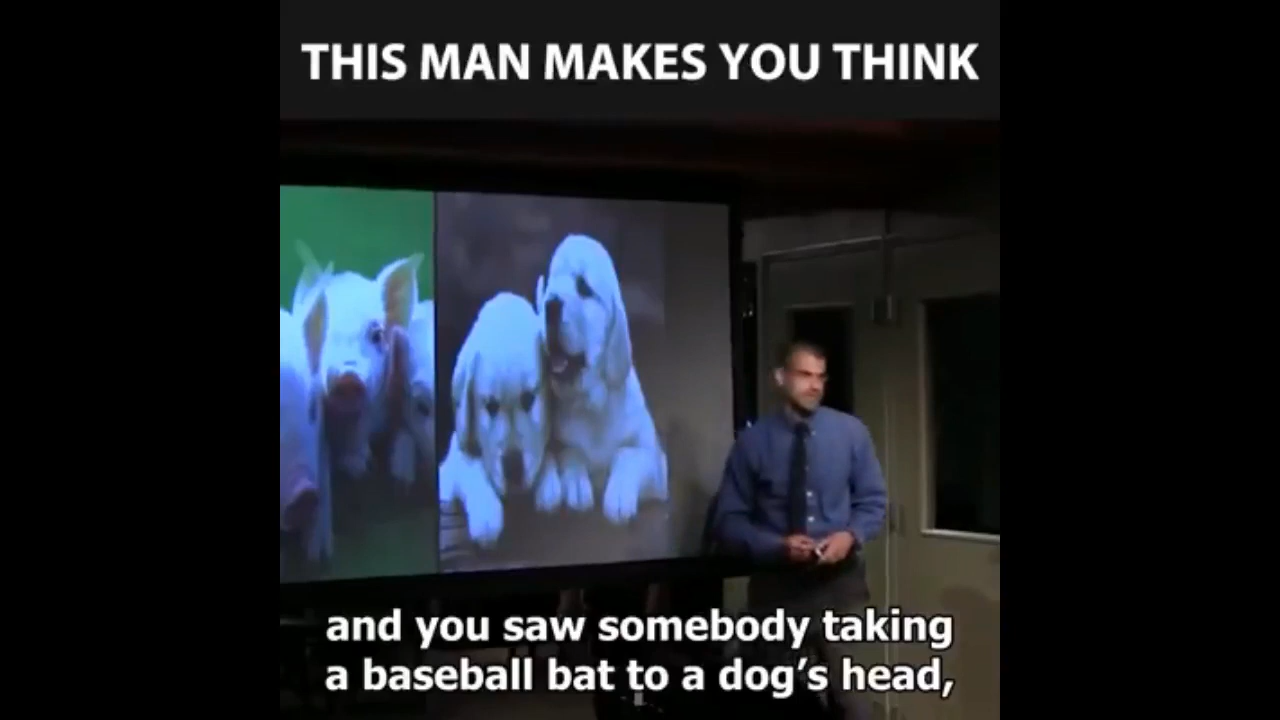 THIS MAN MAKES YOU THINK
and you saw somebody taking
a baseball bat to a dog's head,